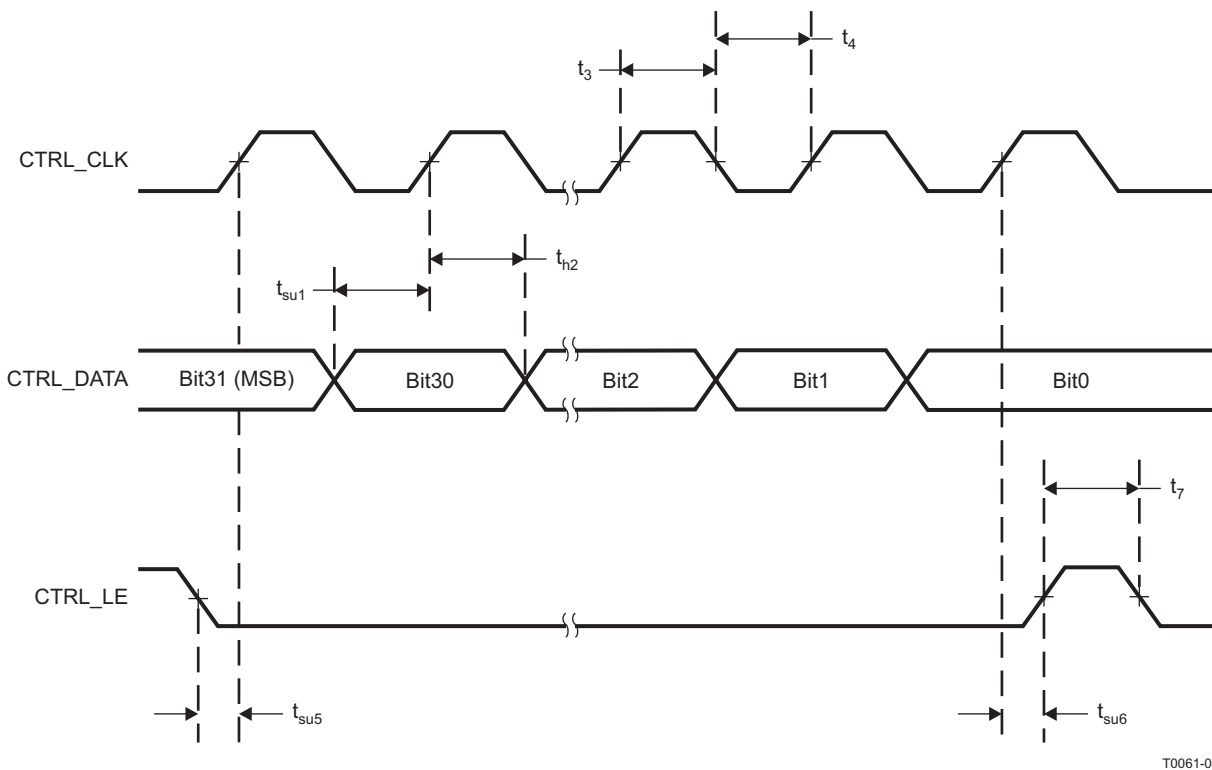 t4
t3
CTRL_CLK
th2
tsu1
CTRL_DATA
Bit31 (MSB)
Bit30
Bit2
Bit1
Bit0
t7
CTRL_LE
tsu5
tsu6
T0061-0